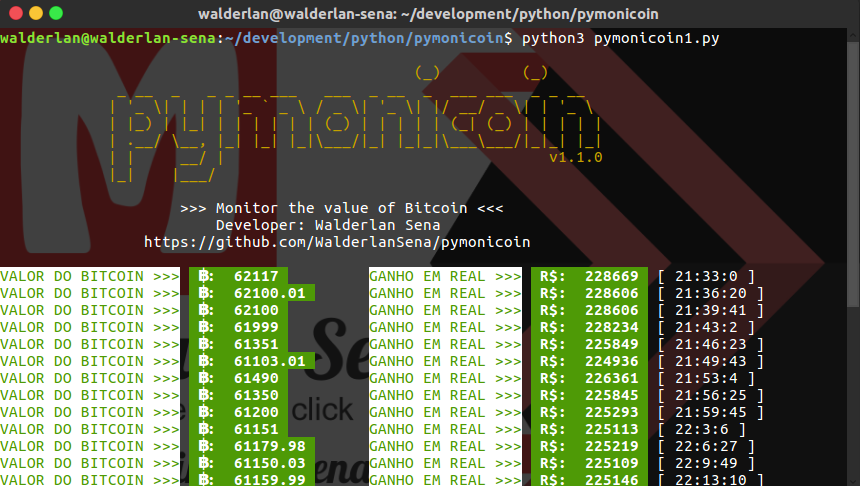 walderlan@walderlan-sena: ~/development/python/pymonicoin
walderlan@walderlan-sena:~/development/python/pymonicoin$ python3 pymonicoin1.py
pymonicoin
v1.1.0
>>> Monitor the value of Bitcoin <<<
Developer: Walderlan Sena
https://github.com/WalderlanSena/pymonicoin
VALOR DO BITCOIN >>> ฿: 62117 GANHO EM REAL >>> R$: 228669 [ 21:33:0 ]
VALOR DO BITCOIN >>> ฿: 62100.01 GANHO EM REAL >>> R$: 228606 [ 21:36:20 ]
VALOR DO BITCOIN >>> ฿: 62100 GANHO EM REAL >>> R$: 228606 [ 21:39:41 ]
VALOR DO BITCOIN >>> ฿: 61999 GANHO EM REAL >>> R$: 228234 [ 21:43:2 ]
VALOR DO BITCOIN >>> ฿: 61351 GANHO EM REAL >>> R$: 225849 [ 21:46:23 ]
VALOR DO BITCOIN >>> ฿: 61103.01 GANHO EM REAL >>> R$: 224936 [ 21:49:43 ]
VALOR DO BITCOIN >>> ฿: 61490 GANHO EM REAL >>> R$: 226361 [ 21:53:4 ]
VALOR DO BITCOIN >>> ฿: 61350 GANHO EM REAL >>> R$: 225845 [ 21:56:25 ]
VALOR DO BITCOIN >>> ฿: 61200 GANHO EM REAL >>> R$: 225293 [ 21:59:45 ]
VALOR DO BITCOIN >>> ฿: 61151 GANHO EM REAL >>> R$: 225113 [ 22:3:6 ]
VALOR DO BITCOIN >>> ฿: 61179.98 GANHO EM REAL >>> R$: 225219 [ 22:6:27 ]
VALOR DO BITCOIN >>> ฿: 61150.03 GANHO EM REAL >>> R$: 225109 [ 22:9:49 ]
VALOR DO BITCOIN >>> ฿: 61159.99 GANHO EM REAL >>> R$: 225146 [ 22:13:10 ]
click